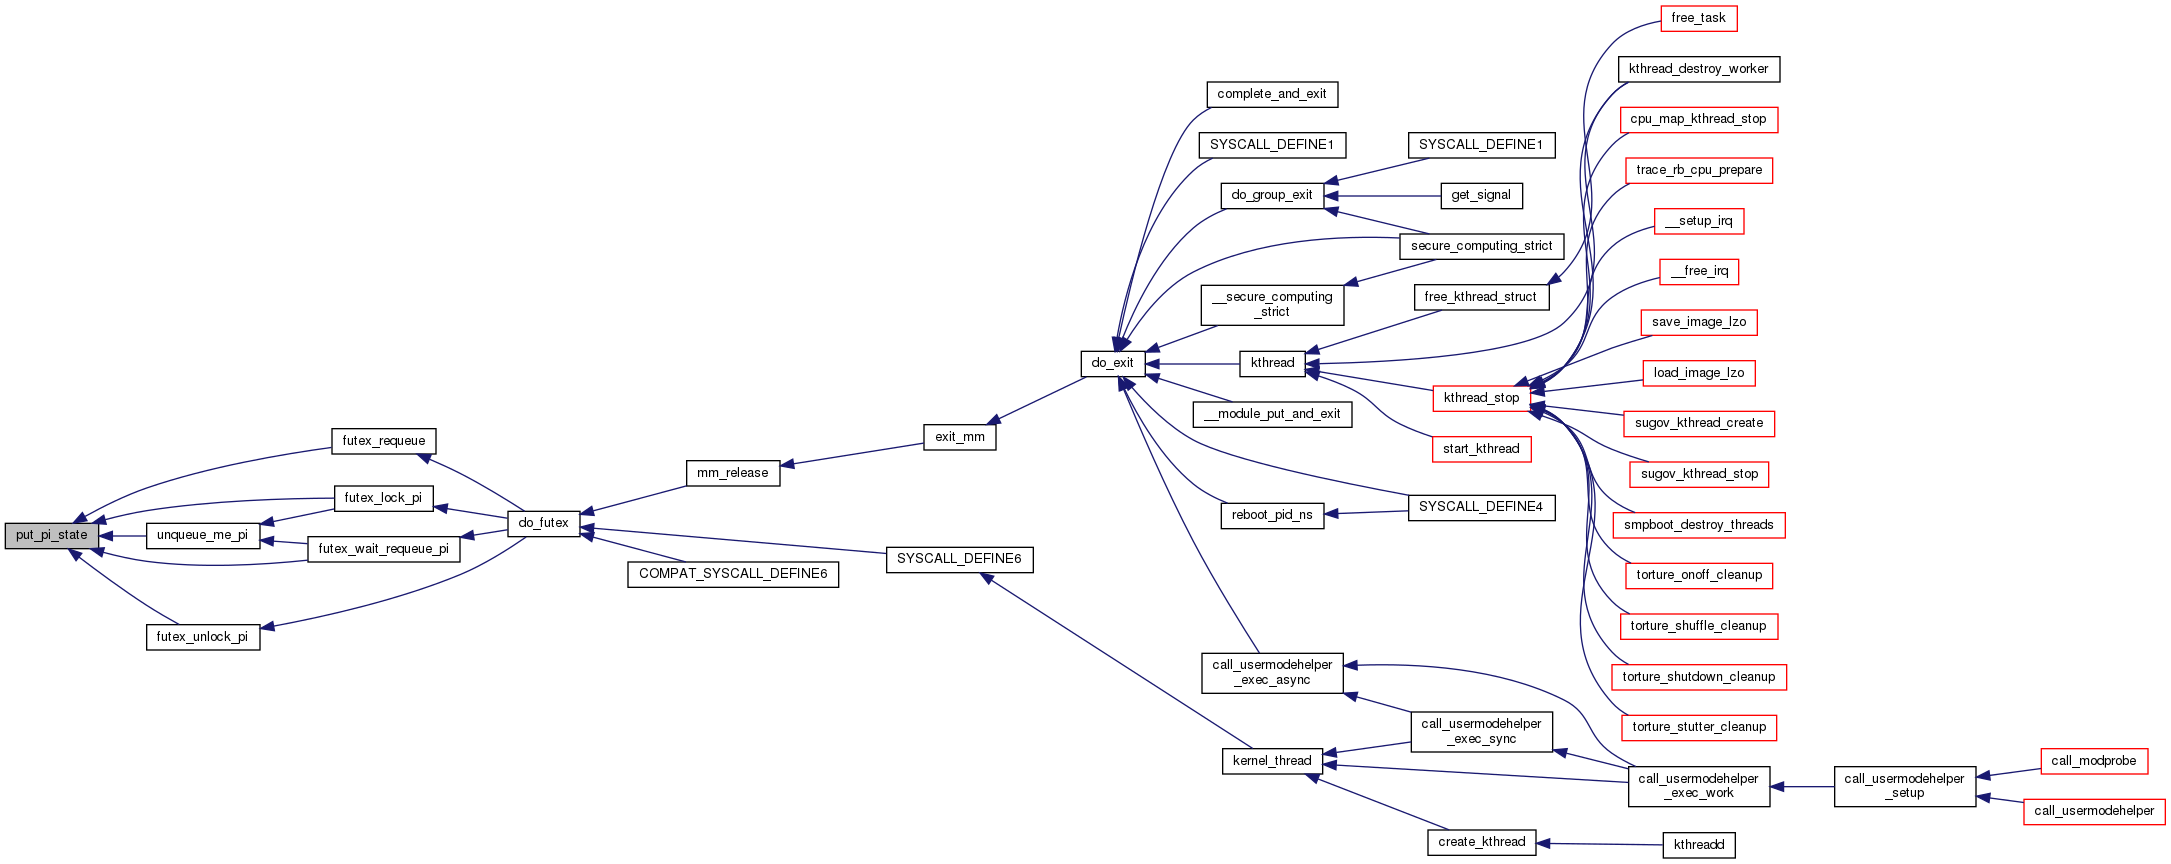 put_pi_state
futex_requeue
futex_lock_pi
unqueue_me_pi
futex_wait_requeue_pi
futex_unlock_pi
do_futex
mm_release
SYSCALL_DEFINE6
COMPAT_SYSCALL_DEFINE6
exit_mm
do_exit
complete_and_exit
SYSCALL_DEFINE1
do_group_exit
__secure_computing
_strict
kthread
__module_put_and_exit
reboot_pid_ns
call_usermodehelper
_exec_async
kernel_thread
SYSCALL_DEFINE1
get_signal
secure_computing_strict
free_kthread_struct
kthread_stop
start_kthread
SYSCALL_DEFINE4
call_usermodehelper
_exec_sync
create_kthread
free_task
kthread_destroy_worker
cpu_map_kthread_stop
trace_rb_cpu_prepare
__setup_irq
__free_irq
save_image_lzo
load_image_lzo
sugov_kthread_create
sugov_kthread_stop
smpboot_destroy_threads
torture_onoff_cleanup
torture_shuffle_cleanup
torture_shutdown_cleanup
torture_stutter_cleanup
call_usermodehelper
_exec_work
kthreadd
call_usermodehelper
_setup
call_modprobe
call_usermodehelper